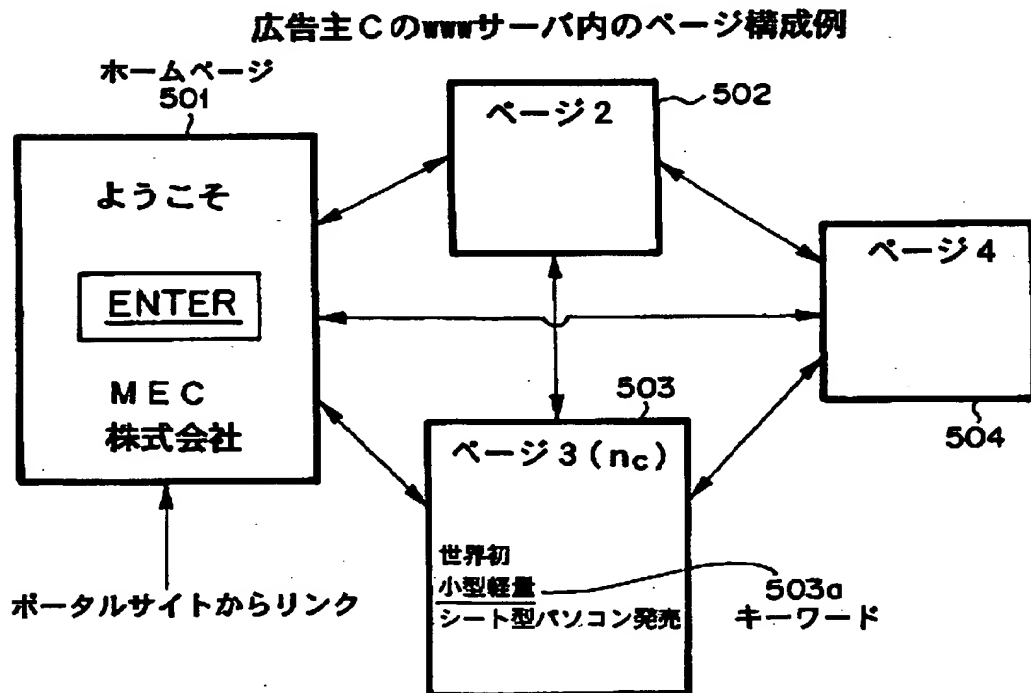 広告主Cのwwwサーバ内のページ構成例
ホームページ
501
ようこそ
ENTER
MEC
株式会社
ポータルサイトからリンク
ページ2
502
ページ4
504
503
ページ3(nc)
世界初
小型軽量
シート型パソコン発売
503a
キーワード